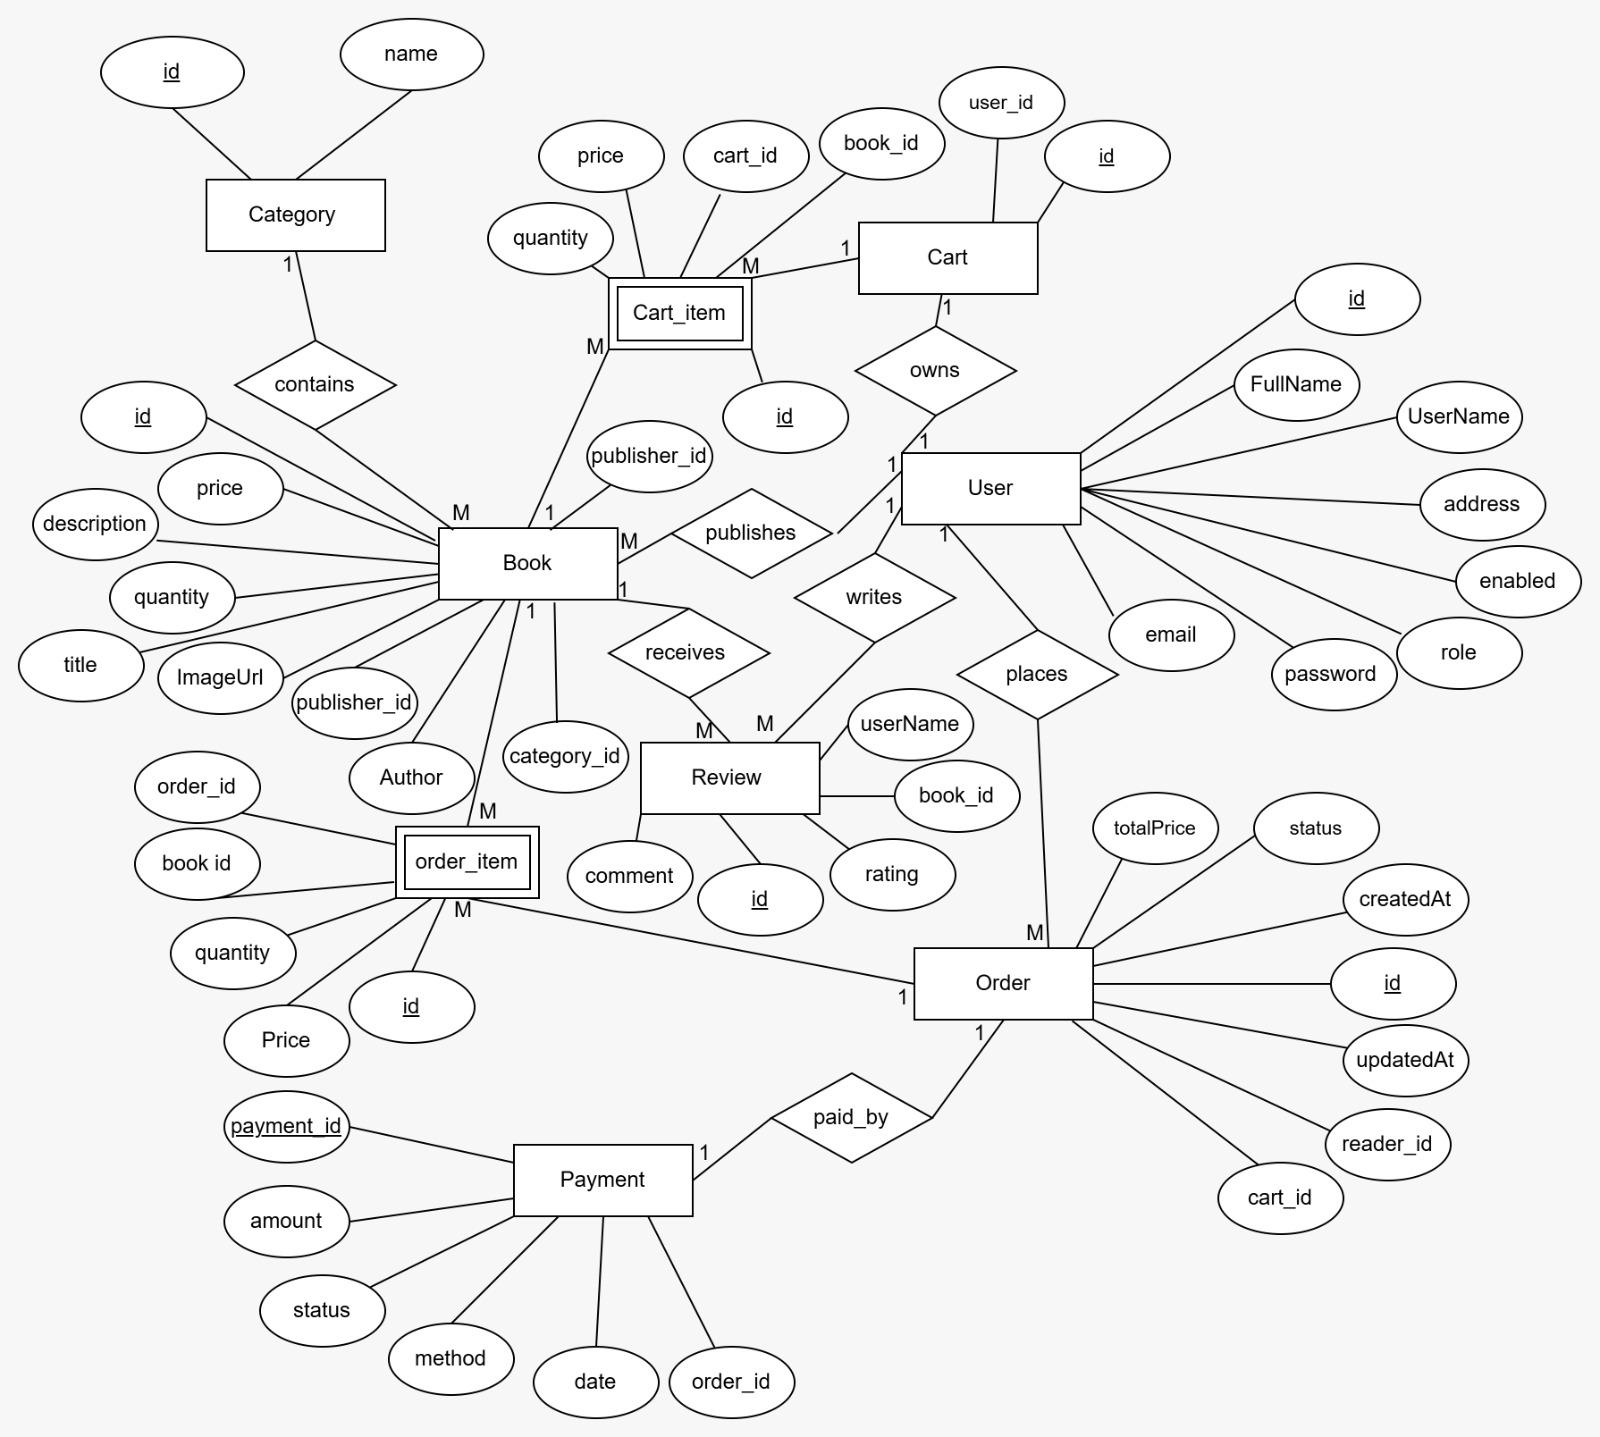 id
name
Category
1
contains
M
user_id
id
price
cart_id
book_id
quantity
Cart_item
M
1
Cart
M
id
1
owns
1
id
FullName
UserName
address
enabled
role
password
email
User
1
1
1
publishes
M
writes
M
places
M
id
price
description
quantity
title
ImageUrl
publisher_id
Author
category_id
publisher_id
1
Book
1
1
receives
M
Review
userName
book_id
rating
id
comment
M
order_item
order_id
book id
quantity
Price
id
M
1
Order
totalPrice
status
createdAt
id
updatedAt
reader_id
cart_id
1
paid_by
1
Payment
payment_id
amount
status
method
date
order_id